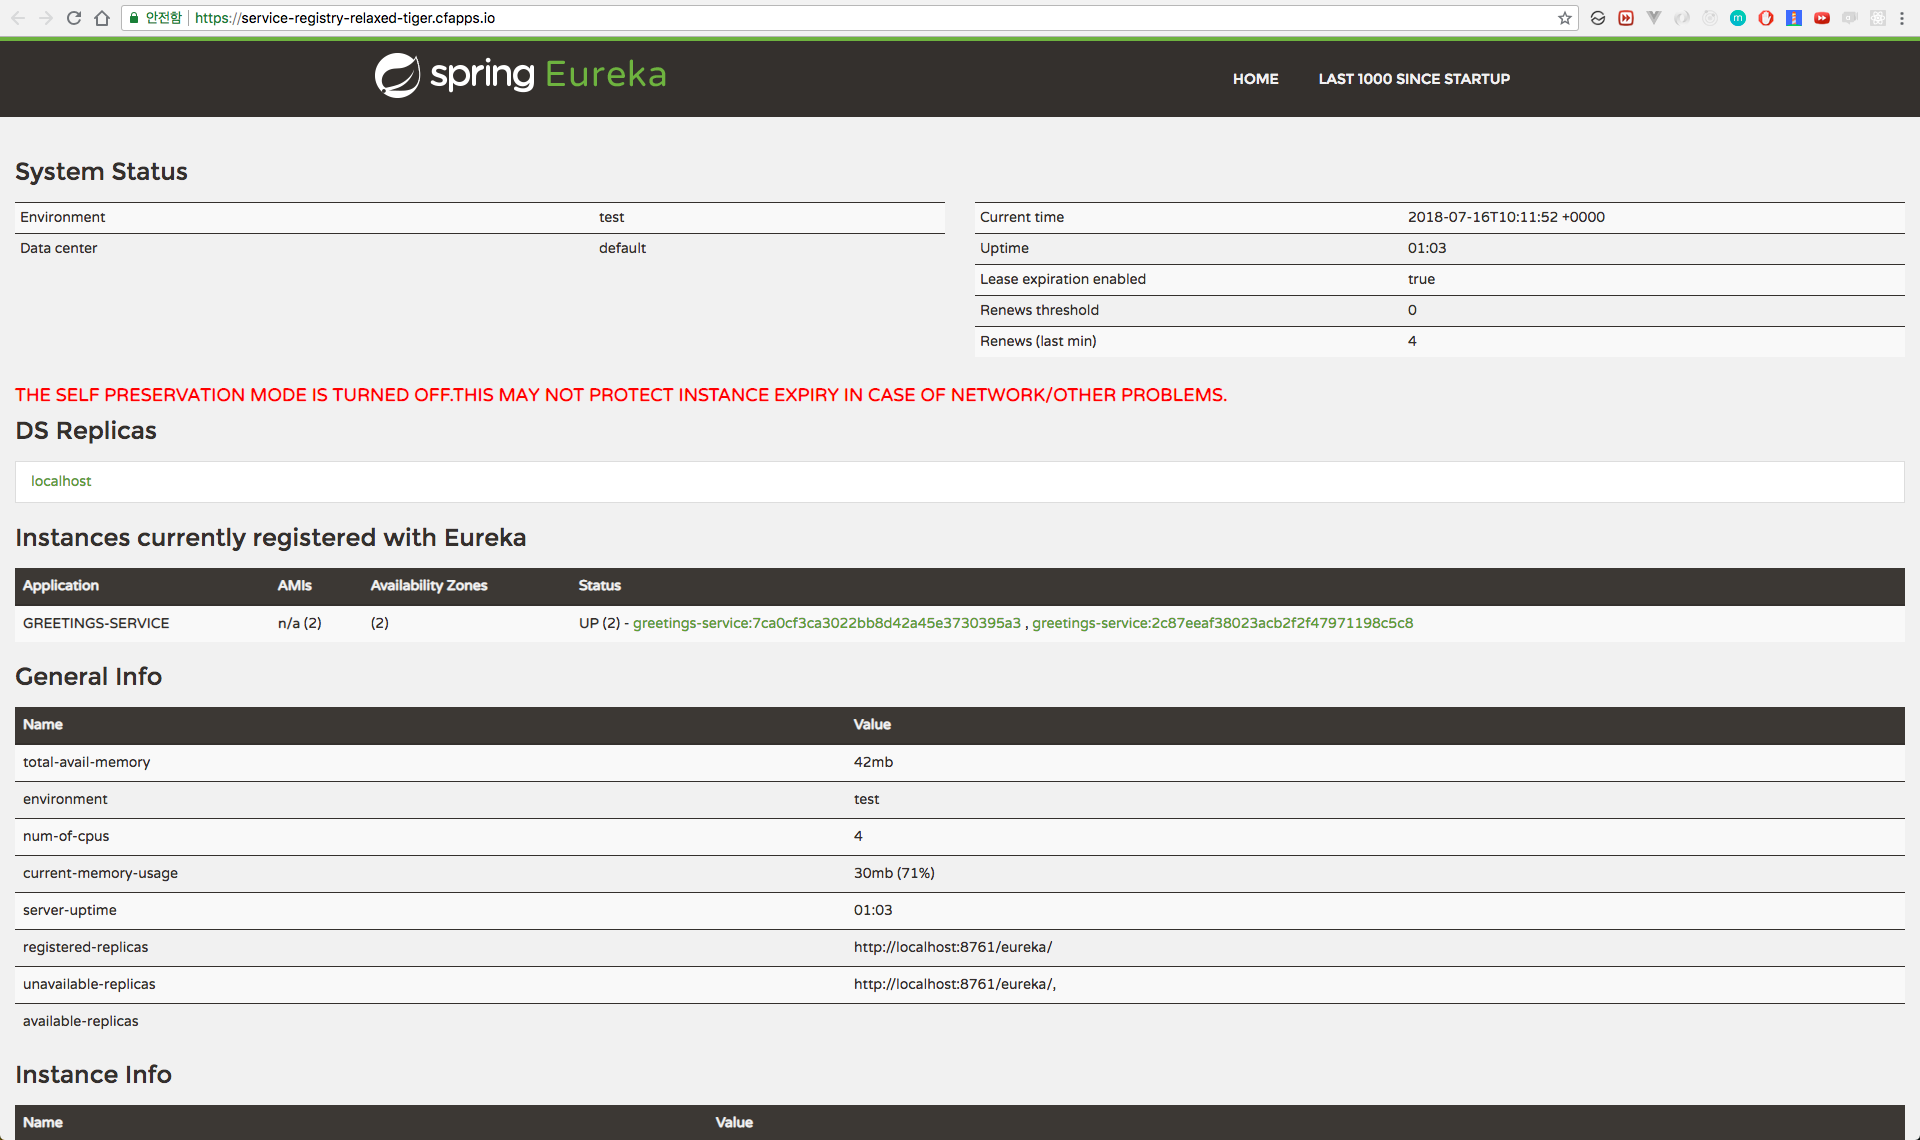 안전함 https://service-registry-relaxed-tiger.cfapps.io
spring Eureka
HOME LAST 1000 SINCE STARTUP
System Status
Environment test
Data center default
Current time 2018-07-16T10:11:52 +0000
Uptime 01:03
Lease expiration enabled true
Renews threshold 0
Renews (last min) 4
THE SELF PRESERVATION MODE IS TURNED OFF.THIS MAY NOT PROTECT INSTANCE EXPIRY IN CASE OF NETWORK/OTHER PROBLEMS.
DS Replicas
localhost
Instances currently registered with Eureka
Application AMIs Availability Zones Status
GREETINGS-SERVICE n/a (2) (2) UP (2) - greetings-service:7ca0cf3ca3022bb8d42a45e3730395a3 , greetings-service:2c87eeaf38023acb2f2f47971198c5c8
General Info
Name Value
total-avail-memory 42mb
environment test
num-of-cpus 4
current-memory-usage 30mb (71%)
server-uptime 01:03
registered-replicas http://localhost:8761/eureka/
unavailable-replicas http://localhost:8761/eureka/,
available-replicas
Instance Info
Name Value